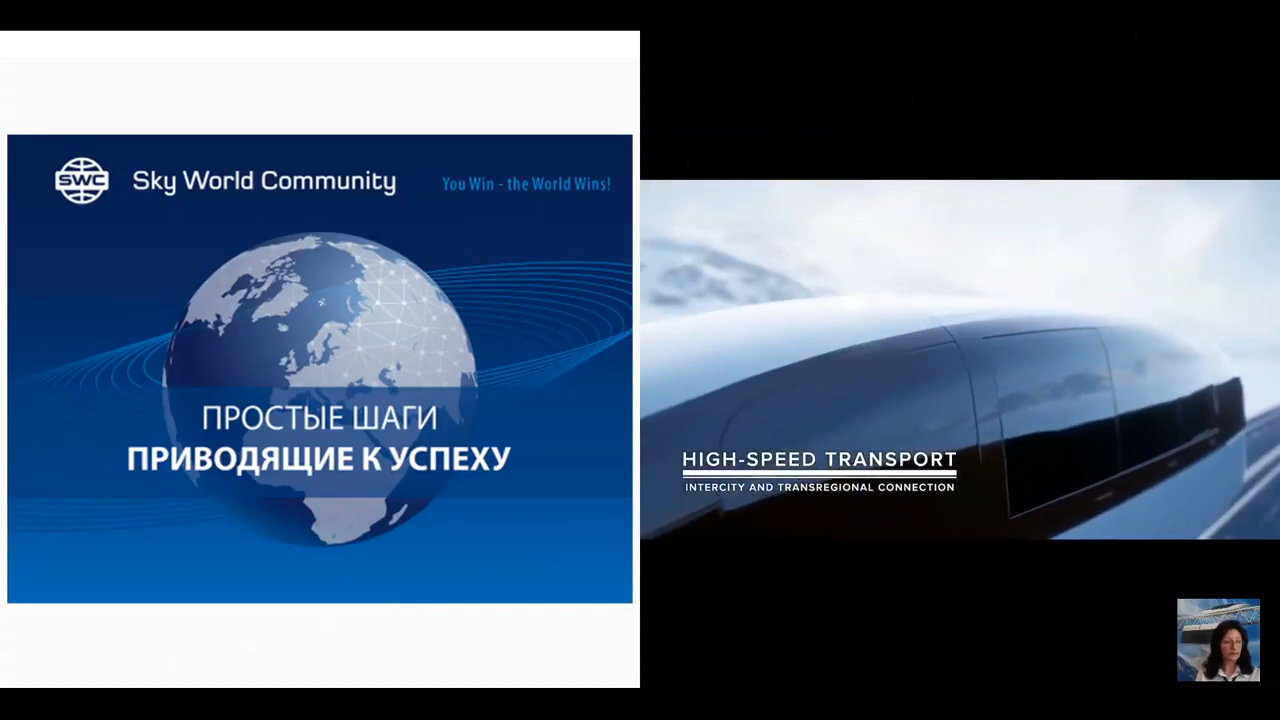 SWC
Sky World Community
You Win - the World Wins!
ПРОСТЫЕ ШАГИ
ПРИВОДЯЩИЕ К УСПЕХУ
HIGH-SPEED TRANSPORT
INTERCITY AND TRANSREGIONAL CONNECTION